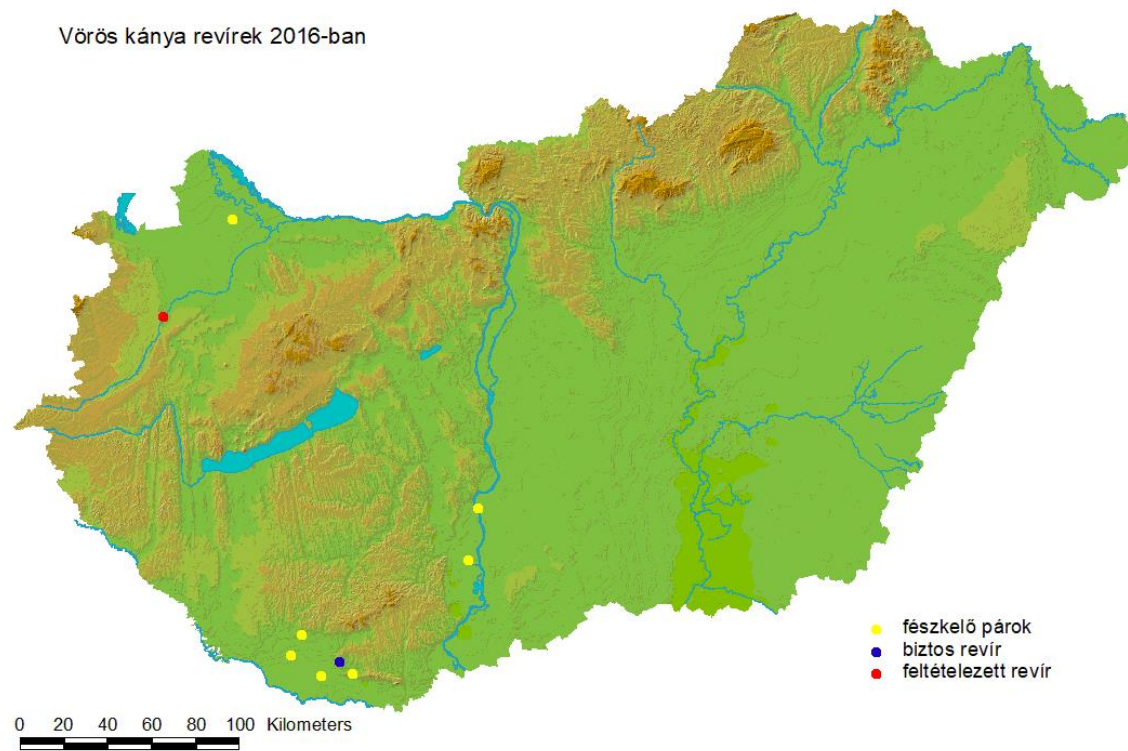 Vörös kánya revírek 2016-ban
fészkelő párok
biztos revír
feltételezett revír
0 20 40 60 80 100 Kilometers